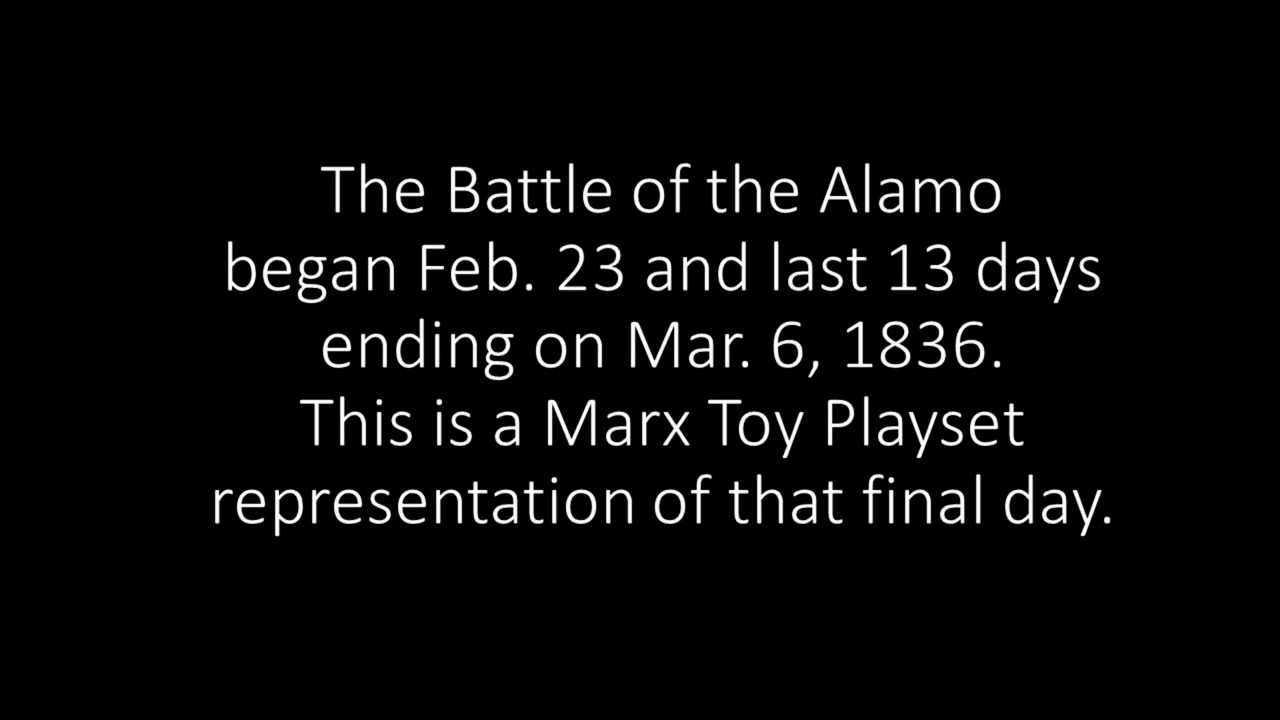 The Battle of the Alamo
began Feb. 23 and last 13 days
ending on Mar. 6, 1836.
This is a Marx Toy Playset
representation of that final day.